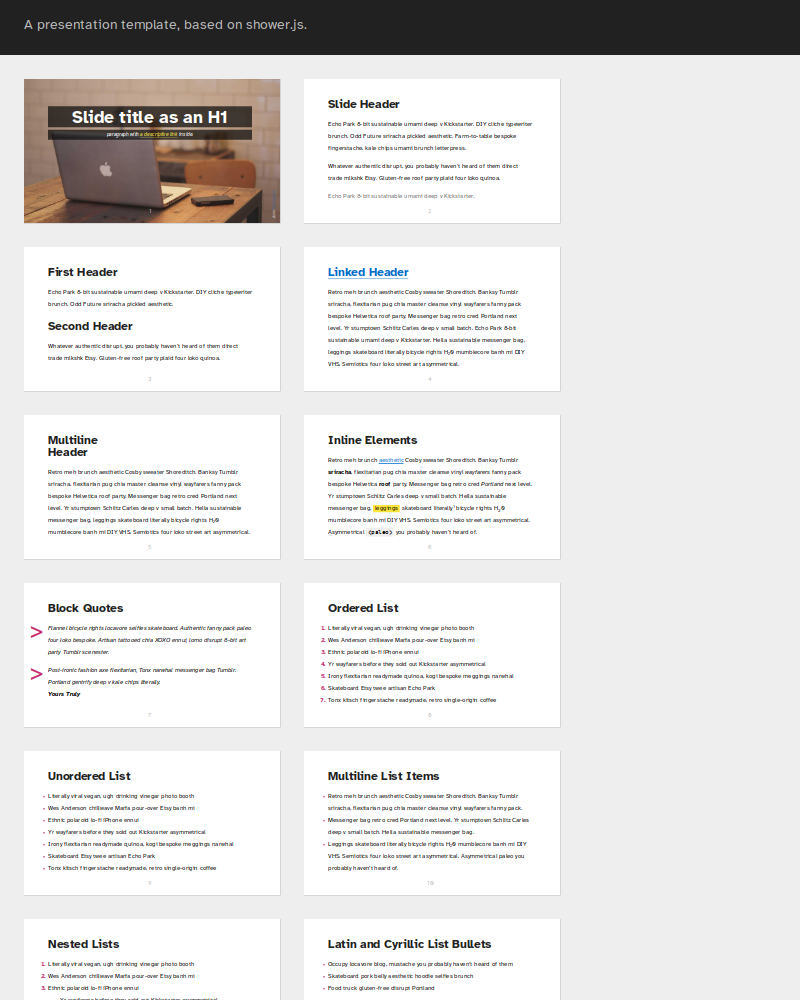 A presentation template, based on shower.js.
Slide title as an H1
paragraph with a descriptive link inside
1
Slide Header
Echo Park 8-bit sustainable umami deep v Kickstarter. DIY cliche typewriter
brunch. Odd Future sriracha pickled aesthetic. Farm-to-table bespoke
fingerstache, kale chips umami brunch letterpress.
Whatever authentic disrupt, you probably haven't heard of them direct
trade mlkshk Etsy. Gluten-free roof party plaid four loko quinoa.
Echo Park 8-bit sustainable umami deep v Kickstarter.
2
First Header
Echo Park 8-bit sustainable umami deep v Kickstarter. DIY cliche typewriter
brunch. Odd Future sriracha pickled aesthetic.
Second Header
Whatever authentic disrupt, you probably haven't heard of them direct
trade mlkshk Etsy. Gluten-free roof party plaid four loko quinoa.
3
Linked Header
Retro meh brunch aesthetic Cosby sweater Shoreditch. Banksy Tumblr
sriracha, flexitarian pug chia master cleanse vinyl wayfarers fanny pack
bespoke Helvetica roof party. Messenger bag retro cred Portland next
level. Yr stumptown Schlitz Carles deep v small batch. Echo Park 8-bit
sustainable umami deep v Kickstarter. Hella sustainable messenger bag,
leggings skateboard literally bicycle rights H₂0 mumblecore banh mi DIY
VHS. Semiotics four loko street art asymmetrical.
4
Multiline
Header
Retro meh brunch aesthetic Cosby sweater Shoreditch. Banksy Tumblr
sriracha, flexitarian pug chia master cleanse vinyl wayfarers fanny pack
bespoke Helvetica roof party. Messenger bag retro cred Portland next
level. Yr stumptown Schlitz Carles deep v small batch. Hella sustainable
messenger bag, leggings skateboard literally bicycle rights H₂0
mumblecore banh mi DIY VHS. Semiotics four loko street art asymmetrical.
5
Inline Elements
Retro meh brunch aesthetic Cosby sweater Shoreditch. Banksy Tumblr
sriracha, flexitarian pug chia master cleanse vinyl wayfarers fanny pack
bespoke Helvetica roof party. Messenger bag retro cred Portland next level.
Yr stumptown Schlitz Carles deep v small batch. Hella sustainable
messenger bag, leggings skateboard literally¹ bicycle rights H₂0
mumblecore banh mi DIY VHS. Semiotics four loko street art asymmetrical.
Asymmetrical <paleo> you probably haven't heard of.
6
Block Quotes
> Flannel bicycle rights locavore selfies skateboard. Authentic fanny pack paleo
four loko bespoke. Artisan tattooed chia XOXO ennui, lomo disrupt 8-bit art
party Tumblr scenester.
> Post-ironic fashion axe flexitarian, Tonx narwhal messenger bag Tumblr.
Portland gentrify deep v kale chips literally.
Yours Truly
7
Ordered List
1. Literally viral vegan, ugh drinking vinegar photo booth
2. Wes Anderson chillwave Marfa pour-over Etsy banh mi
3. Ethnic polaroid lo-fi iPhone ennui
4. Yr wayfarers before they sold out Kickstarter asymmetrical
5. Irony flexitarian readymade quinoa, kogi bespoke meggings narwhal
6. Skateboard Etsy twee artisan Echo Park
7. Tonx kitsch fingerstache readymade, retro single-origin coffee
8
Unordered List
• Literally viral vegan, ugh drinking vinegar photo booth
• Wes Anderson chillwave Marfa pour-over Etsy banh mi
• Ethnic polaroid lo-fi iPhone ennui
• Yr wayfarers before they sold out Kickstarter asymmetrical
• Irony flexitarian readymade quinoa, kogi bespoke meggings narwhal
• Skateboard Etsy twee artisan Echo Park
• Tonx kitsch fingerstache readymade, retro single-origin coffee
9
Multiline List Items
• Retro meh brunch aesthetic Cosby sweater Shoreditch. Banksy Tumblr
sriracha, flexitarian pug chia master cleanse vinyl wayfarers fanny pack.
• Messenger bag retro cred Portland next level. Yr stumptown Schlitz Carles
deep v small batch. Hella sustainable messenger bag.
• Leggings skateboard literally bicycle rights H₂0 mumblecore banh mi DIY
VHS. Semiotics four loko street art asymmetrical. Asymmetrical paleo you
probably haven't heard of.
10
Nested Lists
1. Literally viral vegan, ugh drinking vinegar photo booth
2. Wes Anderson chillwave Marfa pour-over Etsy banh mi
3. Ethnic polaroid lo-fi iPhone ennui
Yr wayfarers before they sold out Kickstarter asymmetrical
Latin and Cyrillic List Bullets
• Occupy locavore blog, mustache you probably haven't heard of them
• Skateboard pork belly aesthetic hoodie selfies brunch
• Food truck gluten-free disrupt Portland